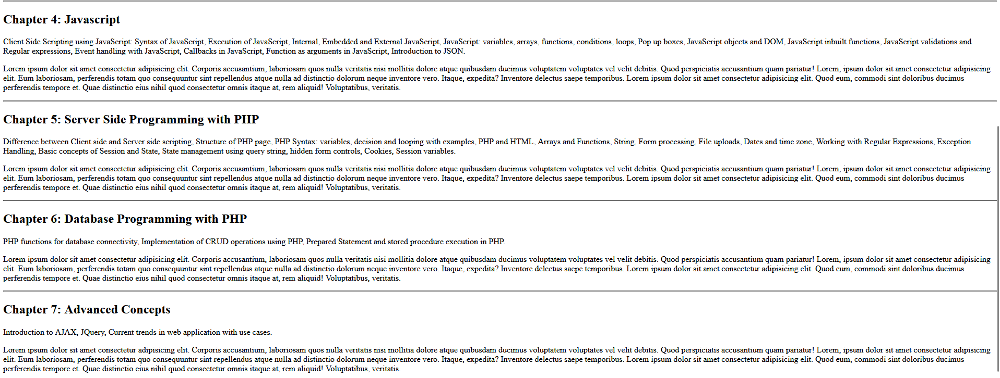 Chapter 4: Javascript
Client Side Scripting using JavaScript: Syntax of JavaScript, Execution of JavaScript, Internal, Embedded and External JavaScript, JavaScript: variables, arrays, functions, conditions, loops, Pop up boxes, JavaScript objects and DOM, JavaScript inbuilt functions, JavaScript validations and
Regular expressions, Event handling with JavaScript, Callbacks in JavaScript, Function as arguments in JavaScript, Introduction to JSON.
Lorem ipsum dolor sit amet consectetur adipisicing elit. Corporis accusantium, laboriosam quos nulla veritatis nisi mollitia dolore atque quibusdam ducimus voluptatem voluptates vel velit debitis. Quod perspiciatis accusantium quam pariatur! Lorem, ipsum dolor sit amet consectetur adipisicing
elit. Eum laboriosam, perferendis totam quo consequuntur sint repellendus atque nulla ad distinctio dolorum neque inventore vero. Itaque, expedita? Inventore delectus saepe temporibus. Lorem ipsum dolor sit amet consectetur adipisicing elit. Quod eum, commodi sint doloribus ducimus
perferendis tempore et. Quae distinctio eius nihil quod consectetur omnis itaque at, rem aliquid! Voluptatibus, veritatis.
Chapter 5: Server Side Programming with PHP
Difference between Client side and Server side scripting, Structure of PHP page, PHP Syntax: variables, decision and looping with examples, PHP and HTML, Arrays and Functions, String, Form processing, File uploads, Dates and time zone, Working with Regular Expressions, Exception
Handling, Basic concepts of Session and State, State management using query string, hidden form controls, Cookies, Session variables.
Lorem ipsum dolor sit amet consectetur adipisicing elit. Corporis accusantium, laboriosam quos nulla veritatis nisi mollitia dolore atque quibusdam ducimus voluptatem voluptates vel velit debitis. Quod perspiciatis accusantium quam pariatur! Lorem, ipsum dolor sit amet consectetur adipisicing
elit. Eum laboriosam, perferendis totam quo consequuntur sint repellendus atque nulla ad distinctio dolorum neque inventore vero. Itaque, expedita? Inventore delectus saepe temporibus. Lorem ipsum dolor sit amet consectetur adipisicing elit. Quod eum, commodi sint doloribus ducimus
perferendis tempore et. Quae distinctio eius nihil quod consectetur omnis itaque at, rem aliquid! Voluptatibus, veritatis.
Chapter 6: Database Programming with PHP
PHP functions for database connectivity, Implementation of CRUD operations using PHP, Prepared Statement and stored procedure execution in PHP.
Lorem ipsum dolor sit amet consectetur adipisicing elit. Corporis accusantium, laboriosam quos nulla veritatis nisi mollitia dolore atque quibusdam ducimus voluptatem voluptates vel velit debitis. Quod perspiciatis accusantium quam pariatur! Lorem, ipsum dolor sit amet consectetur adipisicing
elit. Eum laboriosam, perferendis totam quo consequuntur sint repellendus atque nulla ad distinctio dolorum neque inventore vero. Itaque, expedita? Inventore delectus saepe temporibus. Lorem ipsum dolor sit amet consectetur adipisicing elit. Quod eum, commodi sint doloribus ducimus
perferendis tempore et. Quae distinctio eius nihil quod consectetur omnis itaque at, rem aliquid! Voluptatibus, veritatis.
Chapter 7: Advanced Concepts
Introduction to AJAX, JQuery, Current trends in web application with use cases.
Lorem ipsum dolor sit amet consectetur adipisicing elit. Corporis accusantium, laboriosam quos nulla veritatis nisi mollitia dolore atque quibusdam ducimus voluptatem voluptates vel velit debitis. Quod perspiciatis accusantium quam pariatur! Lorem, ipsum dolor sit amet consectetur adipisicing
elit. Eum laboriosam, perferendis totam quo consequuntur sint repellendus atque nulla ad distinctio dolorum neque inventore vero. Itaque, expedita? Inventore delectus saepe temporibus. Lorem ipsum dolor sit amet consectetur adipisicing elit. Quod eum, commodi sint doloribus ducimus
perferendis tempore et. Quae distinctio eius nihil quod consectetur omnis itaque at, rem aliquid! Voluptatibus, veritatis.